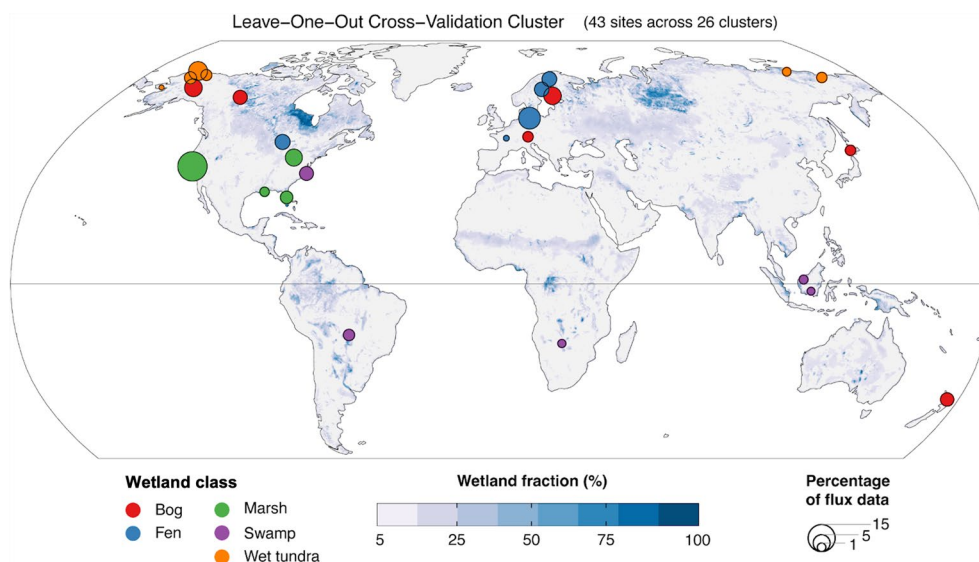 Leave-One-Out Cross-Validation Cluster (43 sites across 26 clusters)
Wetland class
Bog
Fen
Marsh
Swamp
Wet tundra
Wetland fraction (%)
5 25 50 75 100
Percentage
of flux data
15
5
1